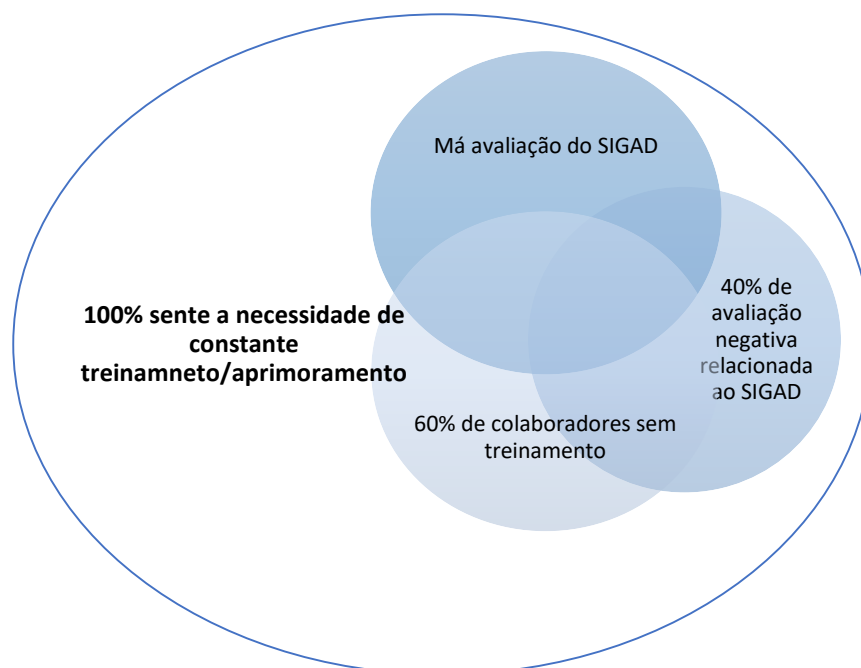 Má avaliação do SIGAD
100% sente a necessidade de
constante
treinamneto/aprimoramento
40% de
avaliação
negativa
relacionada
ao SIGAD
60% de colaboradores sem
treinamento